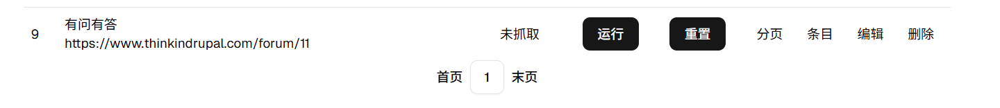 9 有问有答 未抓取 运行 重置 分页 条目 编辑 删除
https://www.thinkindrupal.com/forum/11
首页 1 末页